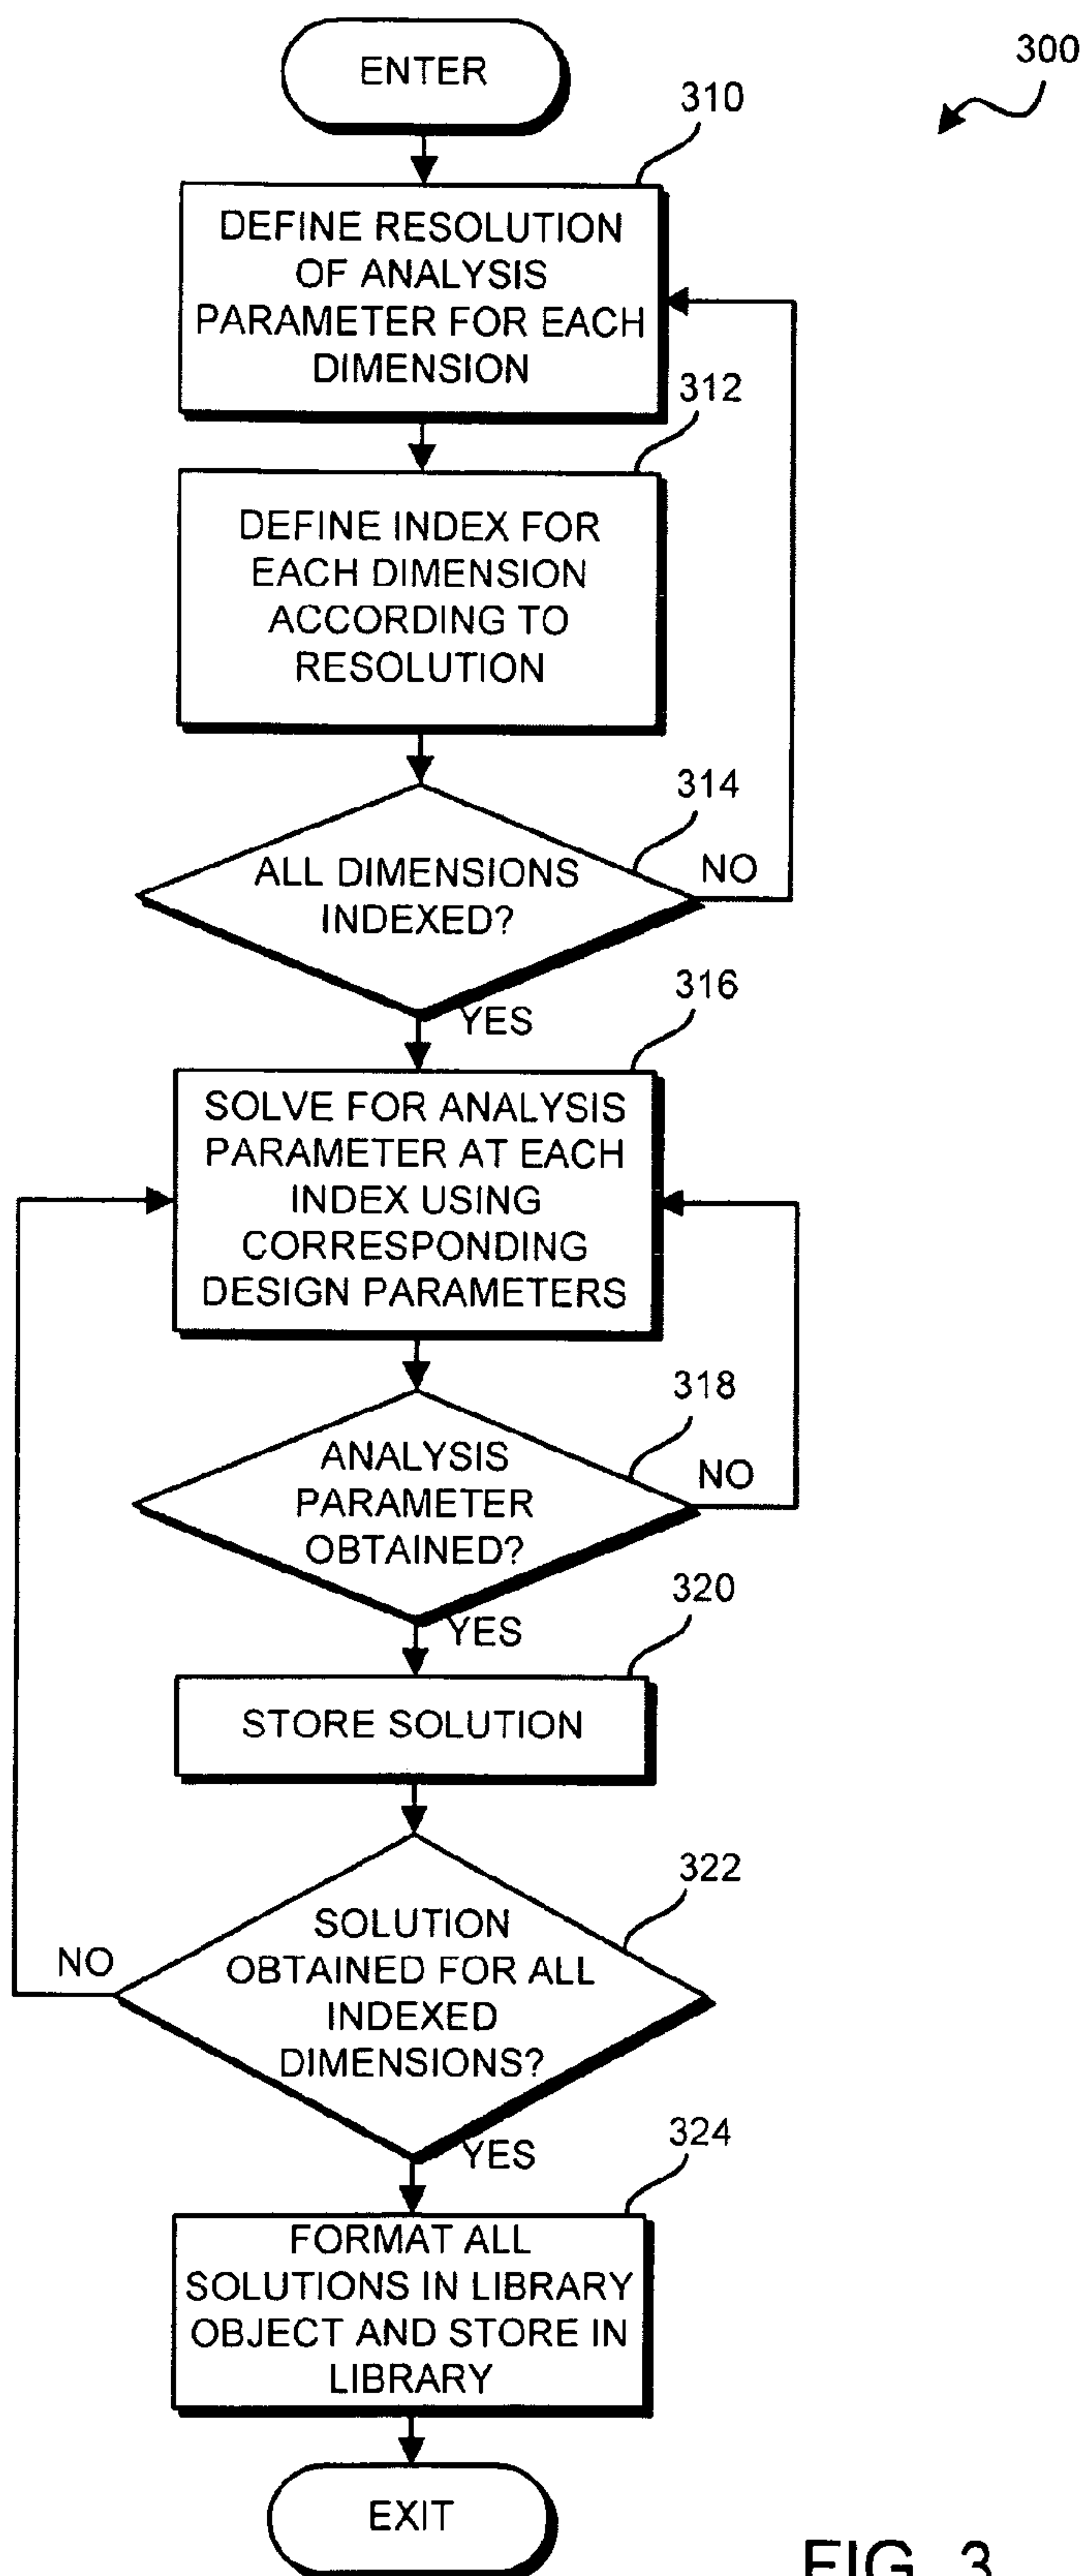 300
ENTER
310
DEFINE RESOLUTION
OF ANALYSIS
PARAMETER FOR EACH
DIMENSION
312
DEFINE INDEX FOR
EACH DIMENSION
ACCORDING TO
RESOLUTION
314
ALL DIMENSIONS
INDEXED?
NO
YES
316
SOLVE FOR ANALYSIS
PARAMETER AT EACH
INDEX USING
CORRESPONDING
DESIGN PARAMETERS
318
ANALYSIS
PARAMETER
OBTAINED?
NO
YES
320
STORE SOLUTION
322
SOLUTION
OBTAINED FOR ALL
INDEXED
DIMENSIONS?
NO
YES
324
FORMAT ALL
SOLUTIONS IN LIBRARY
OBJECT AND STORE IN
LIBRARY
EXIT
FIG. 3